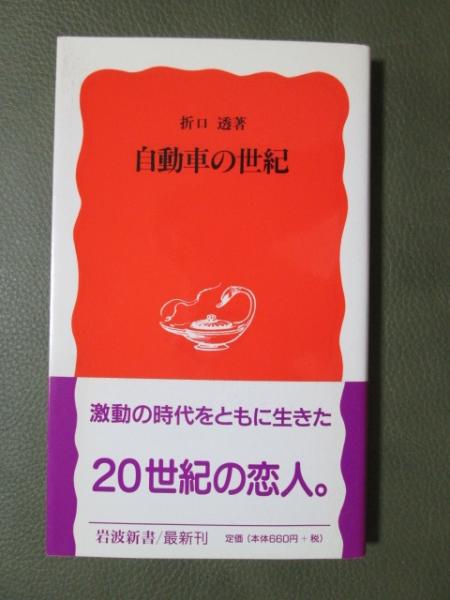 折口 透著
自動車の世紀
激動の時代をともに生きた
20世紀の恋人。
岩波新書/最新刊 定価(本体660円+税)